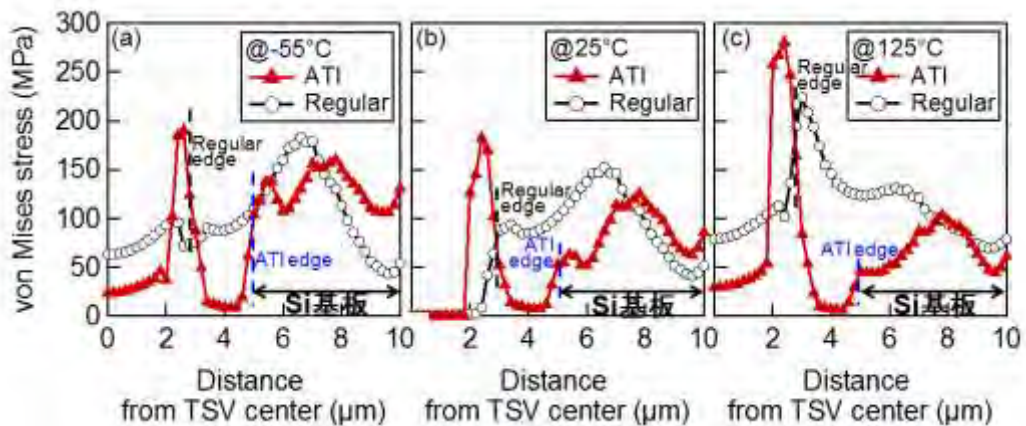 von Mises stress (MPa)
300
250
200
150
100
50
0
(a)
@-55°C
ATI
Regular
Regular
edge
ATI edge
Si基板
0 2 4 6 8 10
Distance
from TSV center (μm)
(b)
@25°C
ATI
Regular
Regular
edge
ATI
edge
Si基板
2 4 6 8 10
Distance
from TSV center (μm)
(c)
@125°C
ATI
Regular
Regular
edge
ATI edge
Si基板
0 2 4 6 8 10
Distance
from TSV center (μm)